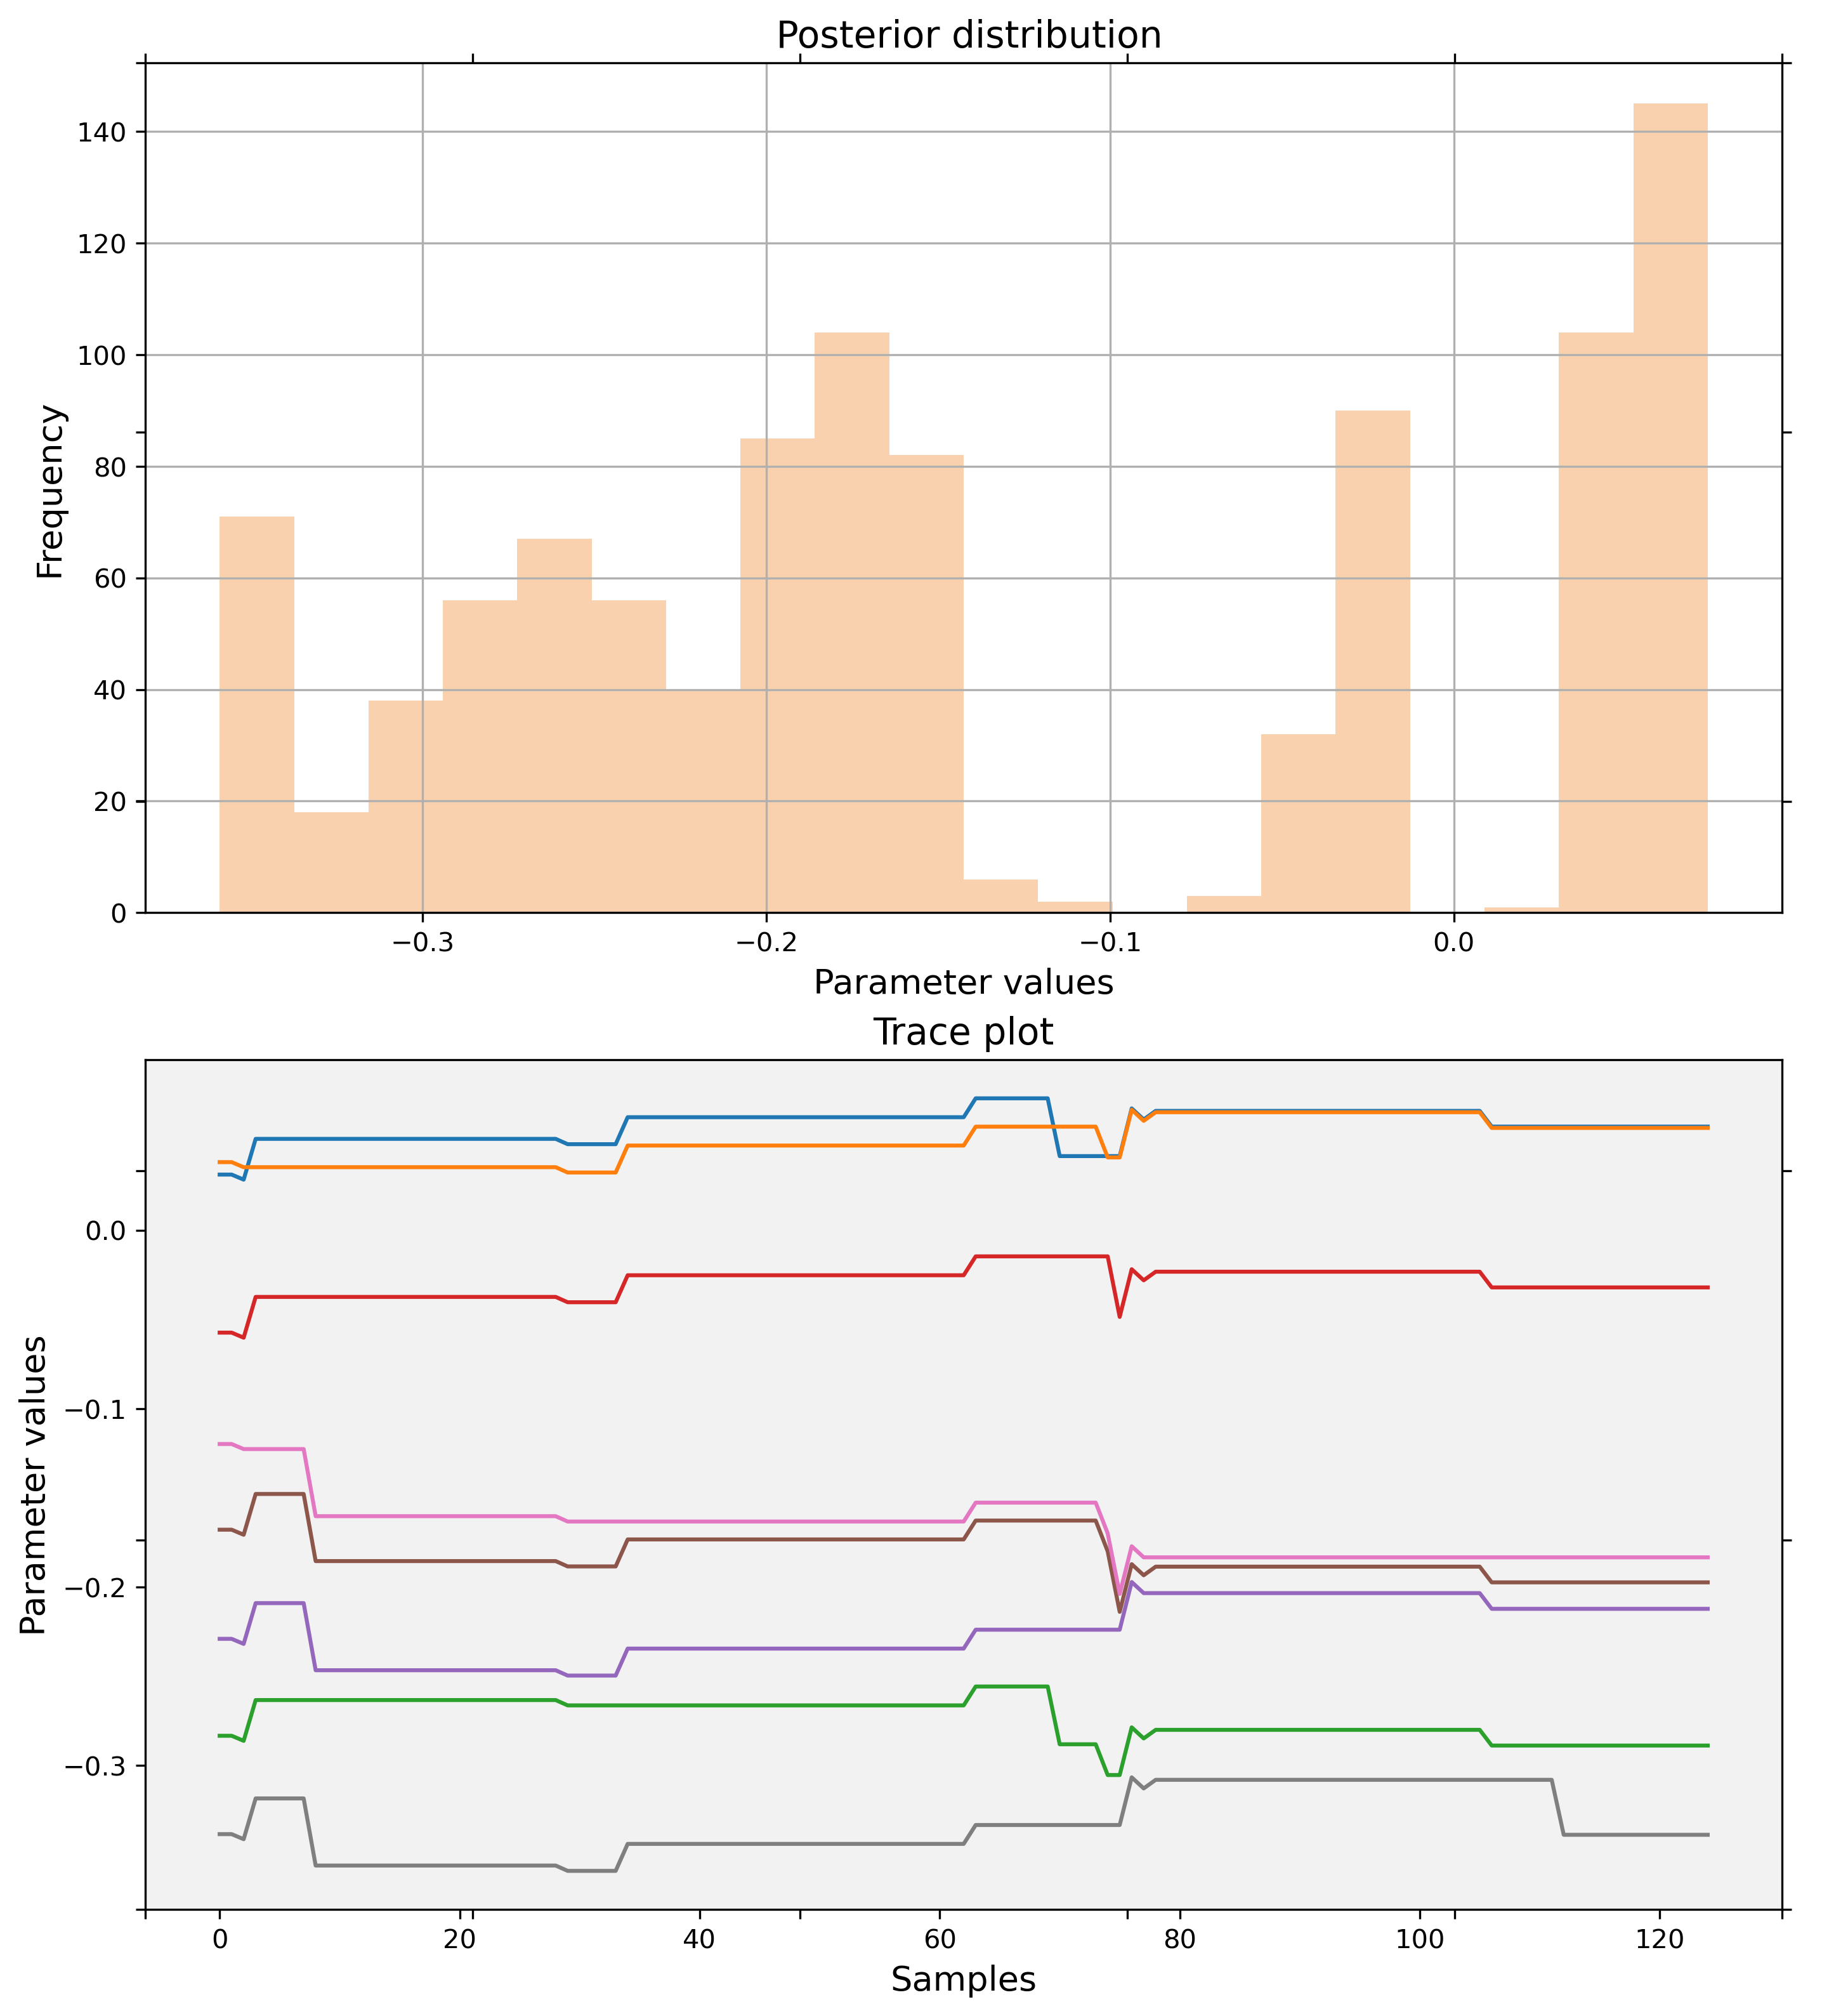 Posterior distribution
140
120
100
80
60
40
20
0
Frequency
−0.3 −0.2 −0.1 0.0
Parameter values
Trace plot
0.0
−0.1
−0.2
−0.3
Parameter values
0 20 40 60 80 100 120
Samples